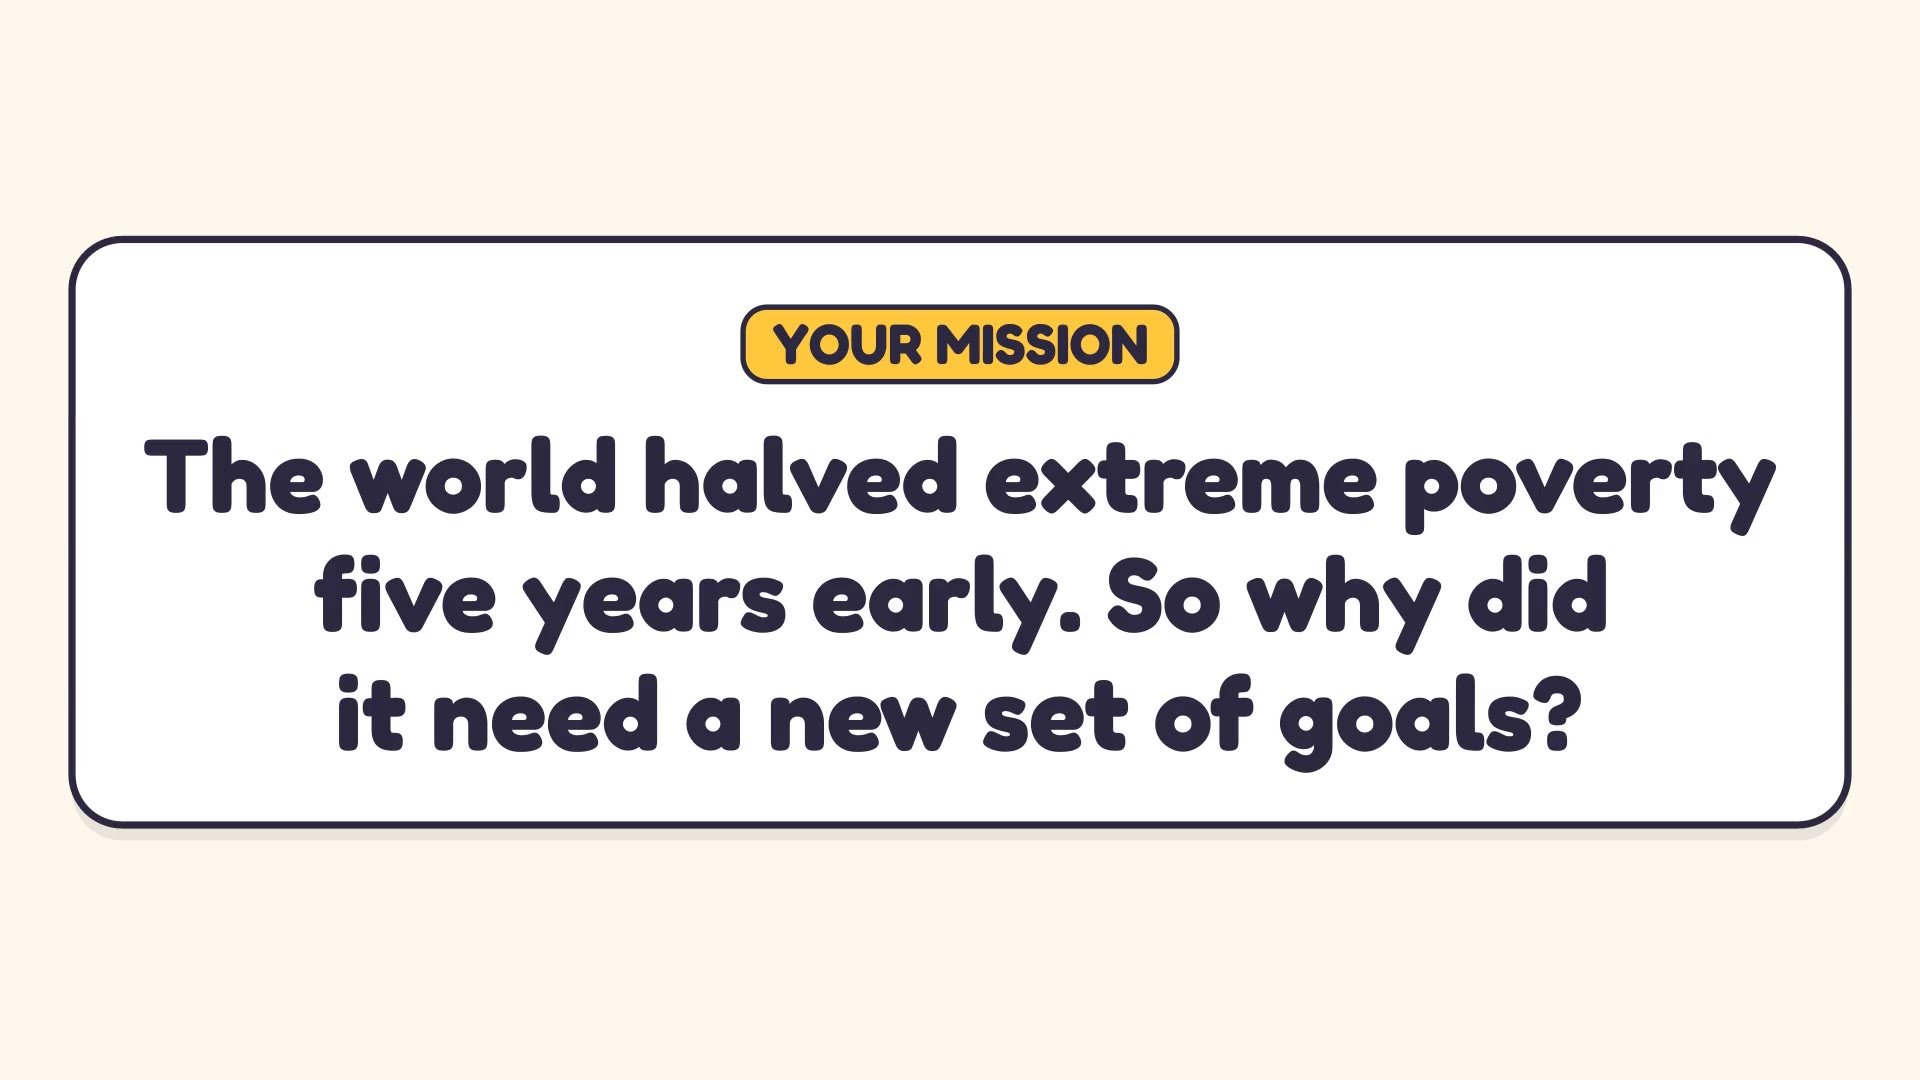 YOUR MISSION
The world halved extreme poverty
five years early. So why did
it need a new set of goals?